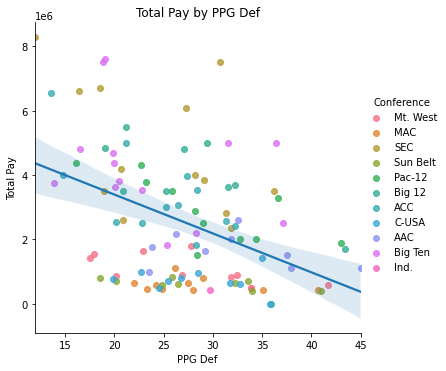 Total Pay by PPG Def
1e6
8
6
4
2
0
Total Pay
15 20 25 30 35 40 45
PPG Def
Conference
Mt. West
MAC
SEC
Sun Belt
Pac-12
Big 12
ACC
C-USA
AAC
Big Ten
Ind.